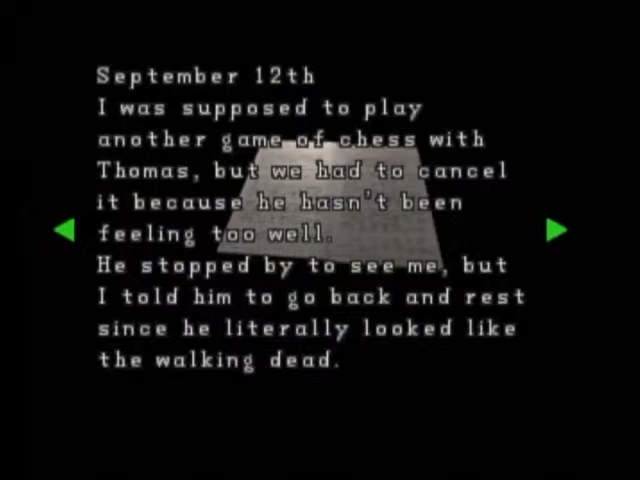 September 12th
I was supposed to play
another game of chess with
Thomas, but we had to cancel
it because he hasn't been
feeling too well.
He stopped by to see me, but
I told him to go back and rest
since he literally looked like
the walking dead.